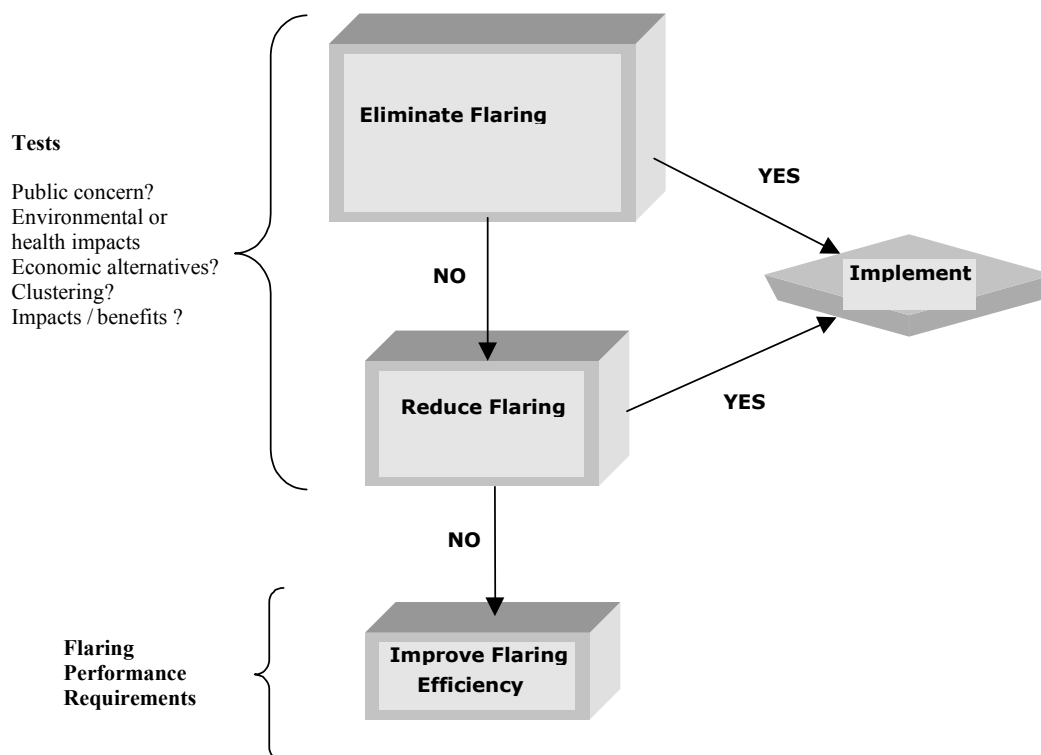 Eliminate Flaring
Tests
Public concern?
Environmental or
health impacts
Economic alternatives?
Clustering?
Impacts / benefits ?
YES
NO
Implement
Reduce Flaring
YES
NO
Flaring
Performance
Requirements
Improve Flaring
Efficiency